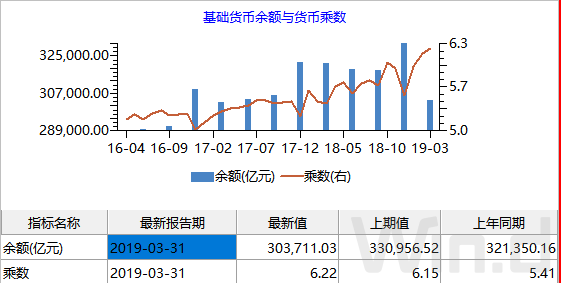 基础货币余额与货币乘数
325,000.00
307,000.00
289,000.00
6.3
5.7
5.0
16-04 16-09 17-02 17-07 17-12 18-05 18-10 19-03
余额(亿元) 乘数(右)
指标名称 最新报告期 最新值 上期值 上年同期
余额(亿元) 2019-03-31 303,711.03 330,956.52 321,350.16
乘数 2019-03-31 6.22 6.15 5.41